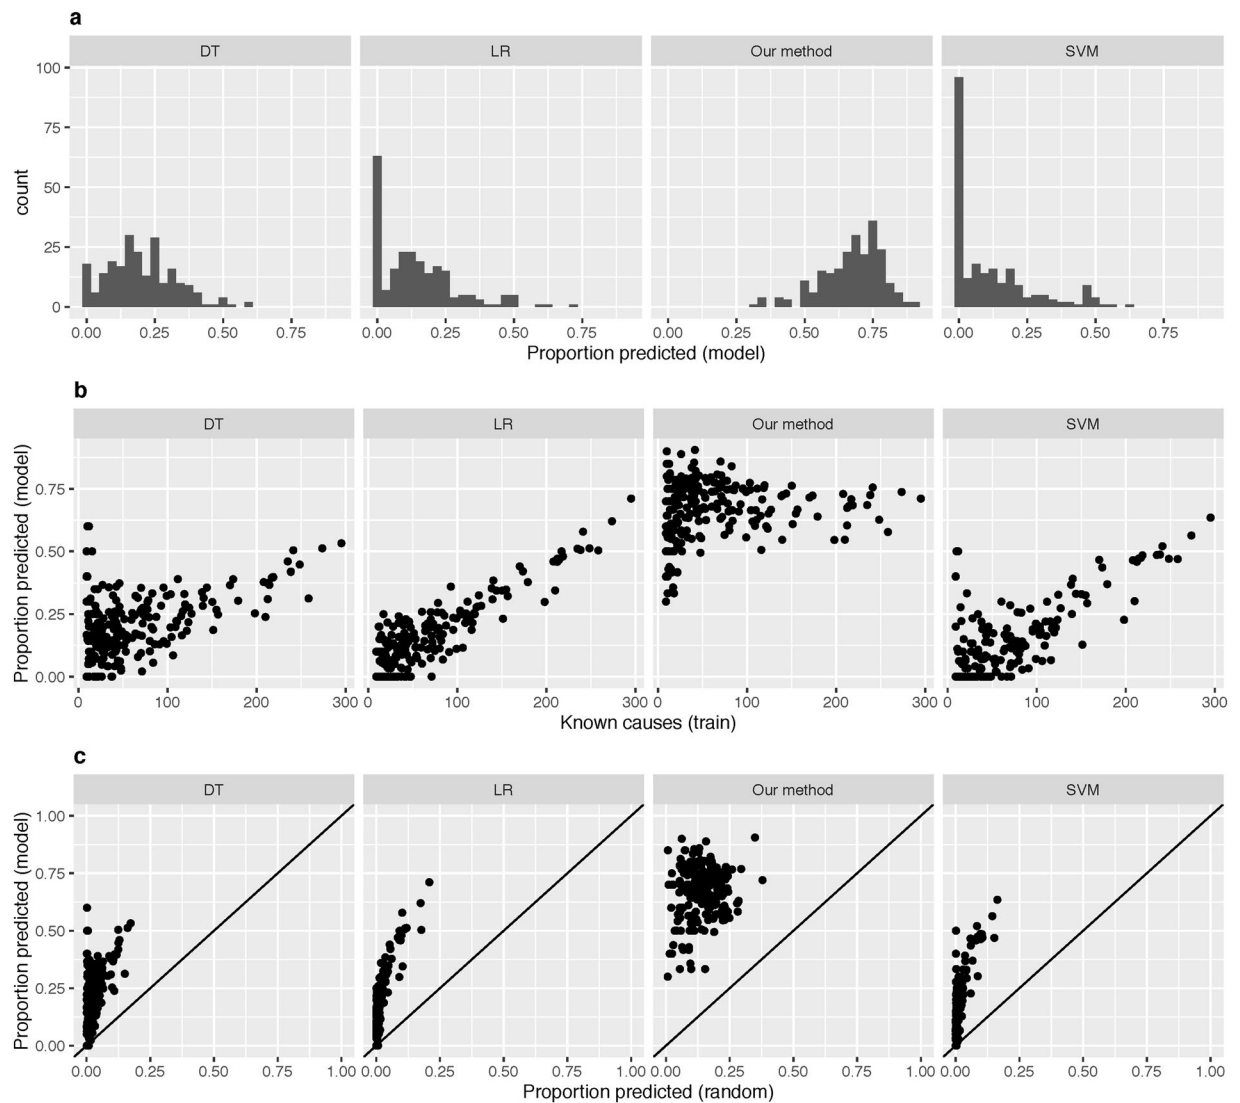 a
DT LR Our method SVM
100
75
50
25
0
count
0.00 0.25 0.50 0.75 0.00 0.25 0.50 0.75 0.00 0.25 0.50 0.75 0.00 0.25 0.50 0.75
Proportion predicted (model)
b
DT LR Our method SVM
0.75
0.50
0.25
0.00
Proportion predicted (model)
0 100 200 300 0 100 200 300 0 100 200 300 0 100 200 300
Known causes (train)
c
DT LR Our method SVM
1.00
0.75
0.50
0.25
0.00
Proportion predicted (model)
0.00 0.25 0.50 0.75 1.00 0.00 0.25 0.50 0.75 1.00 0.00 0.25 0.50 0.75 1.00 0.00 0.25 0.50 0.75 1.00
Proportion predicted (random)